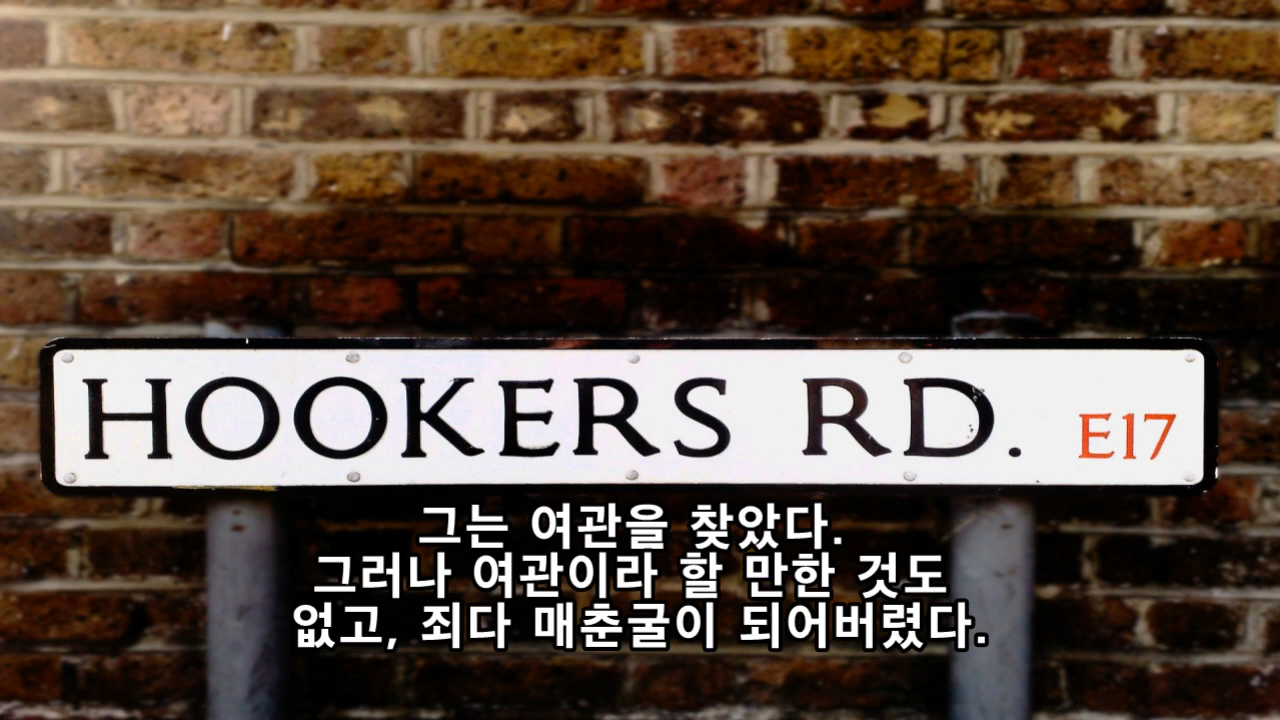 HOOKERS RD. E17
그는 여관을 찾았다.
그러나 여관이라 할 만한 것도
없고, 죄다 매춘굴이 되어버렸다.